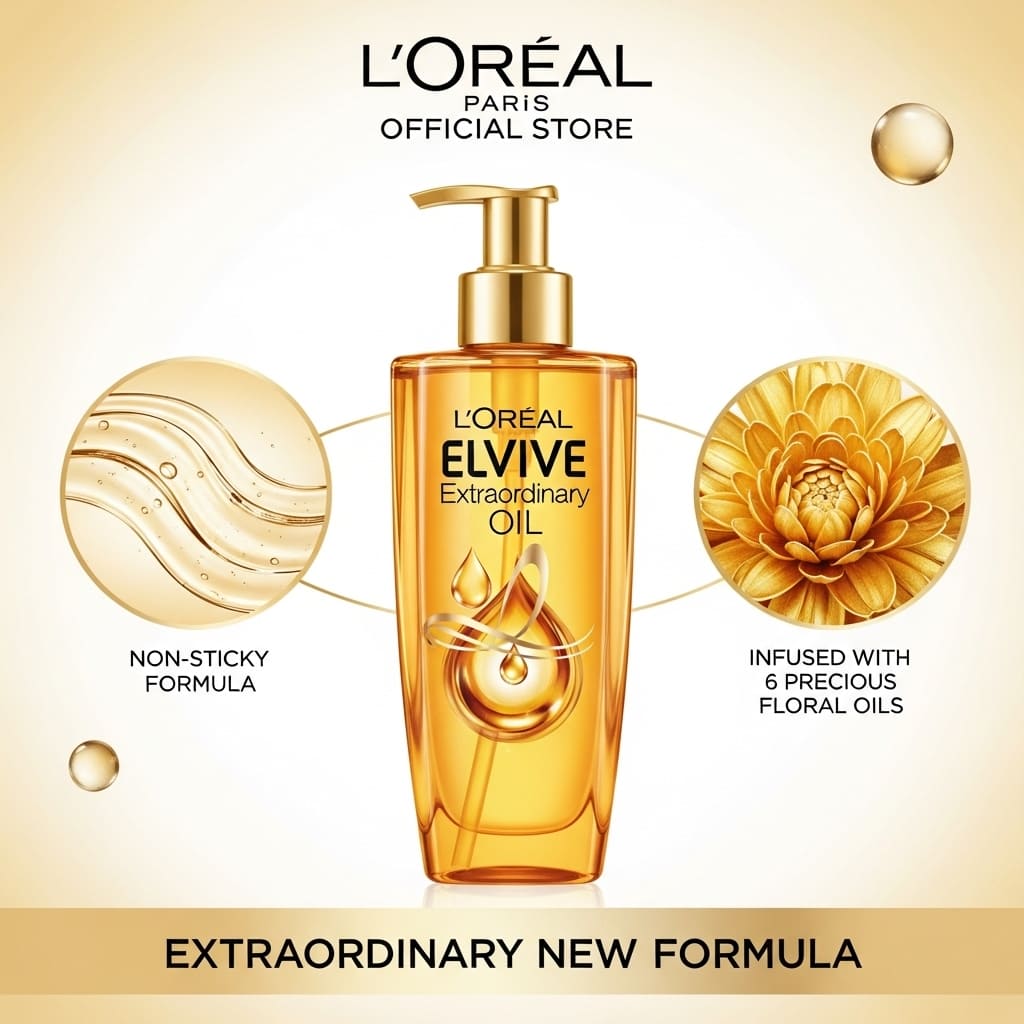 L'ORÉAL
PARiS
OFFICIAL STORE
L'ORÉAL
ELVIVE
Extraordinary
OIL
NON-STICKY
FORMULA
INFUSED WITH
6 PRECIOUS
FLORAL OILS
EXTRAORDINARY NEW FORMULA